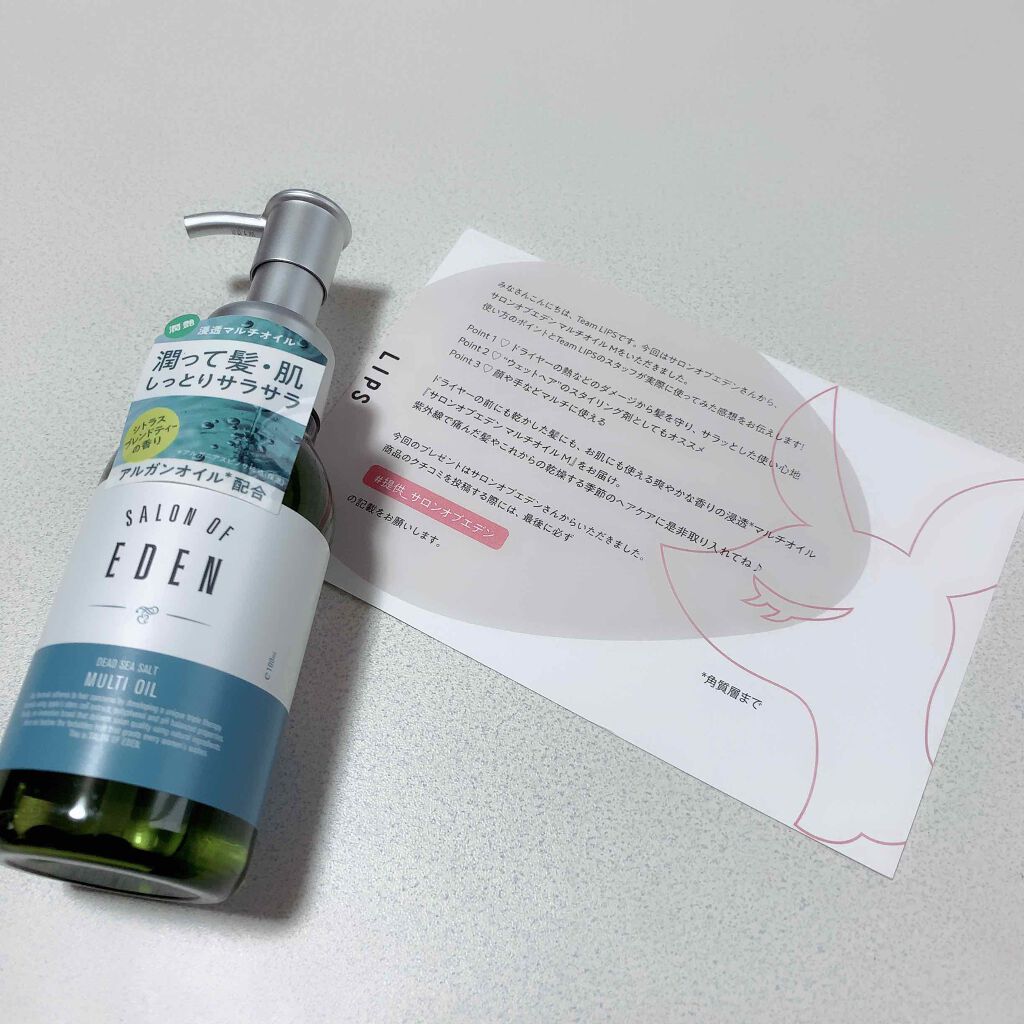 潤艶
浸透マルチオイル*
潤って髪・肌
しっとりサラサラ
シトラス
ブレンドティー
の香り
アルガンオイル*配合
SALON OF
EDEN
DEAD SEA SALT
MULTI OIL
This is SALON OF EDEN.
℮100ml
LIPS
みなさんこんにちは、Team LIPSです。今回はサロンオブエデンさんから、
サロンオブエデンマルチオイルMをいただきました。
使い方のポイントとTeam LIPSのスタッフが実際に使ってみた感想をお伝えします!
Point 1 ♡ ドライヤーの熱などのダメージから髪を守り、サラッとした使い心地
Point 2 ♡ “ウェットヘア”のスタイリング剤としてもオススメ
Point 3 ♡ 顔や手などマルチに使える
ドライヤーの前にも乾かした髪にも、お肌にも使える爽やかな香りの浸透*マルチオイル
『サロンオブエデンマルチオイルM』をお届け。
紫外線で痛んだ髪やこれからの乾燥する季節のヘアケアに是非取り入れてね♪
今回のプレゼントはサロンオブエデンさんからいただきました。
商品のクチコミを投稿する際には、最後に必ず
#提供_サロンオブエデン
の記載をお願いします。
*角質層まで